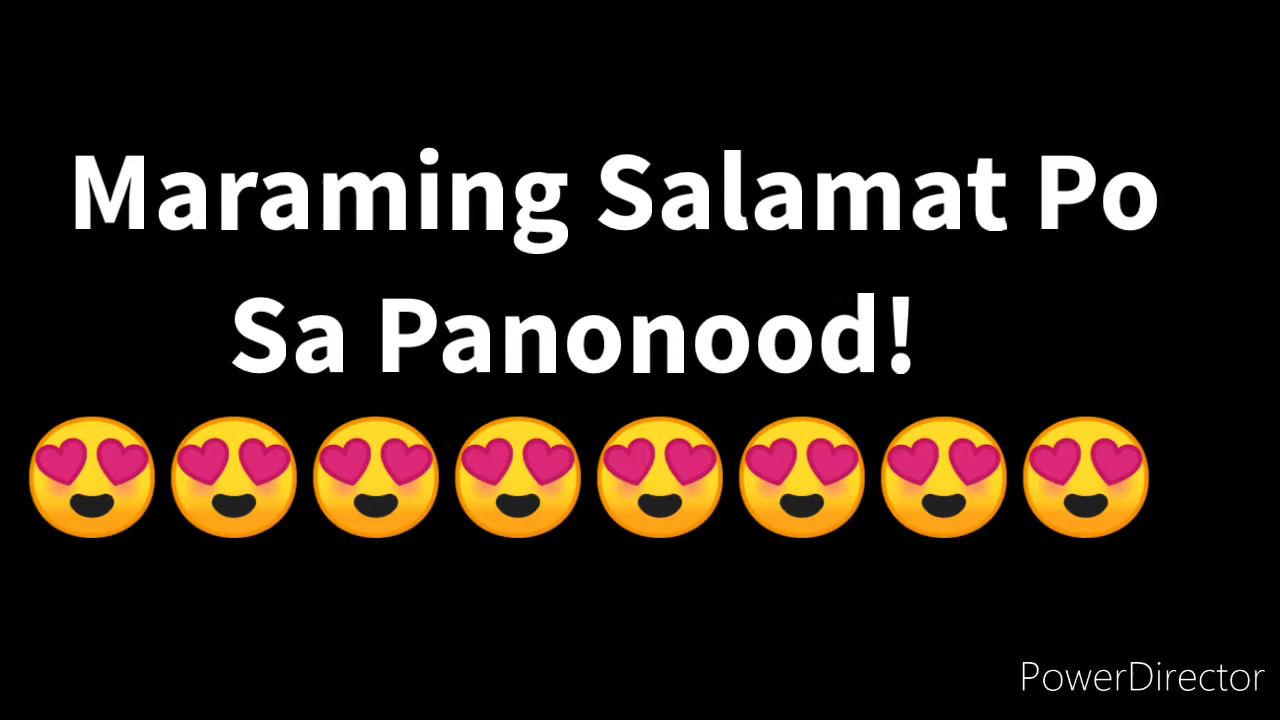 Maraming Salamat Po
Sa Panonood!
😍😍😍😍😍😍😍😍
PowerDirector